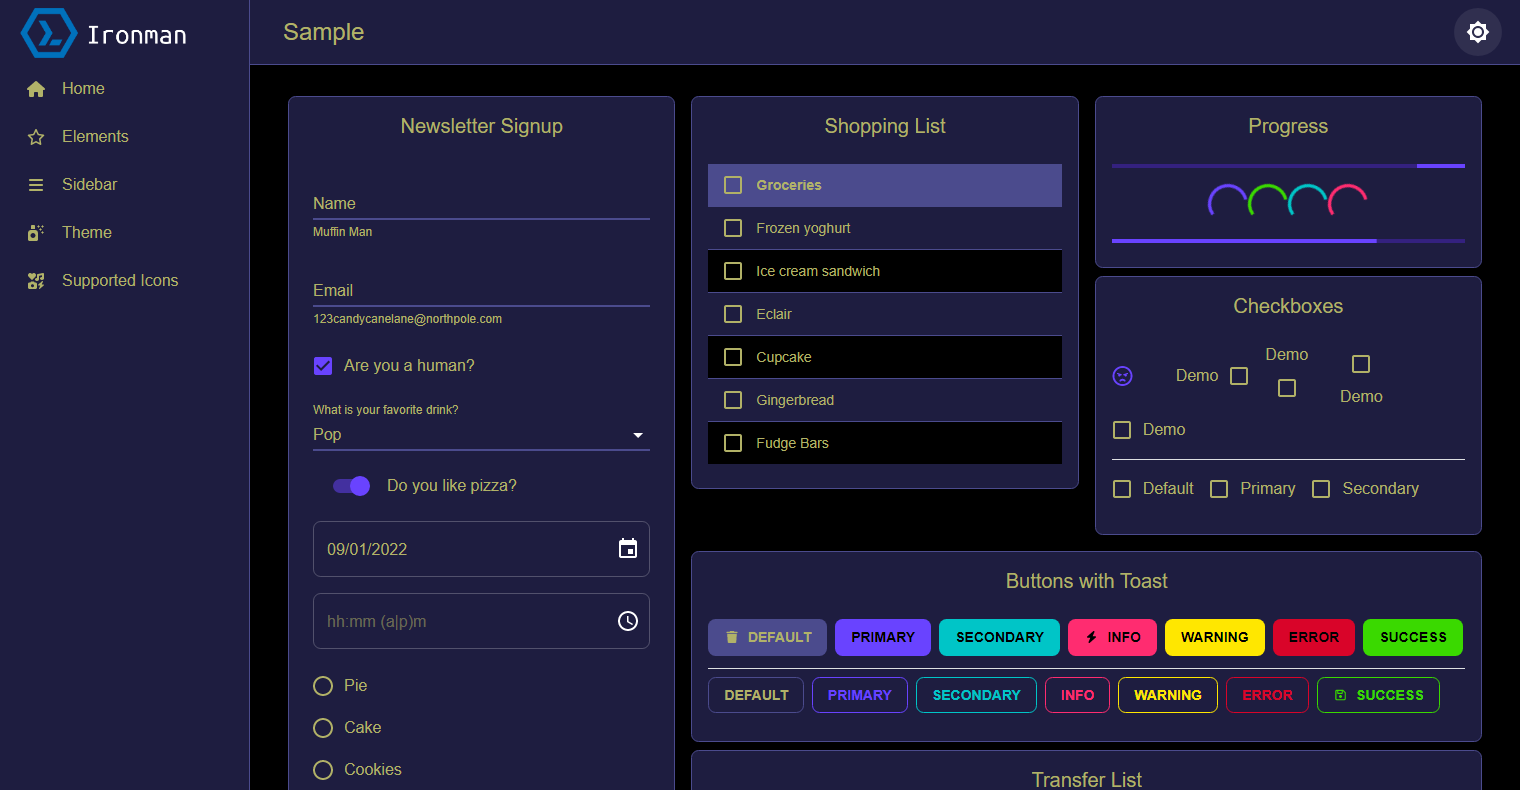 Ironman
Home
Elements
Sidebar
Theme
Supported Icons
Sample
Newsletter Signup
Name
Muffin Man
Email
123candycanelane@northpole.com
Are you a human?
What is your favorite drink?
Pop
Do you like pizza?
09/01/2022
hh:mm (a|p)m
Pie
Cake
Cookies
Shopping List
Groceries
Frozen yoghurt
Ice cream sandwich
Eclair
Cupcake
Gingerbread
Fudge Bars
Progress
Checkboxes
Demo
Demo
Demo
Demo
Default Primary Secondary
Buttons with Toast
DEFAULT PRIMARY SECONDARY INFO WARNING ERROR SUCCESS
DEFAULT PRIMARY SECONDARY INFO WARNING ERROR SUCCESS
Transfer List